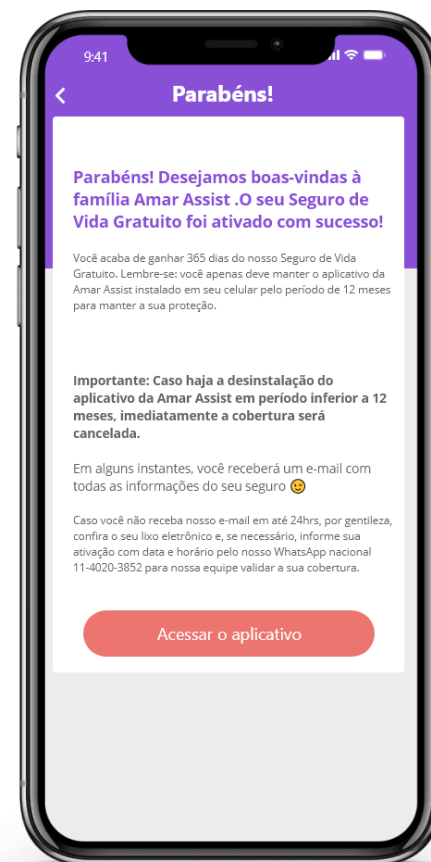 9:41
Parabéns!
Parabéns! Desejamos boas-vindas à
família Amar Assist .O seu Seguro de
Vida Gratuito foi ativado com sucesso!
Você acaba de ganhar 365 dias do nosso Seguro de Vida
Gratuito. Lembre-se: você apenas deve manter o aplicativo da
Amar Assist instalado em seu celular pelo período de 12 meses
para manter a sua proteção.
Importante: Caso haja a desinstalação do
aplicativo da Amar Assist em período inferior a 12
meses, imediatamente a cobertura será
cancelada.
Em alguns instantes, você receberá um e-mail com
todas as informações do seu seguro 😉
Caso você não receba nosso e-mail em até 24hrs, por gentileza,
confira o seu lixo eletrônico e, se necessário, informe sua
ativação com data e horário pelo nosso WhatsApp nacional
11-4020-3852 para nossa equipe validar a sua cobertura.
Acessar o aplicativo